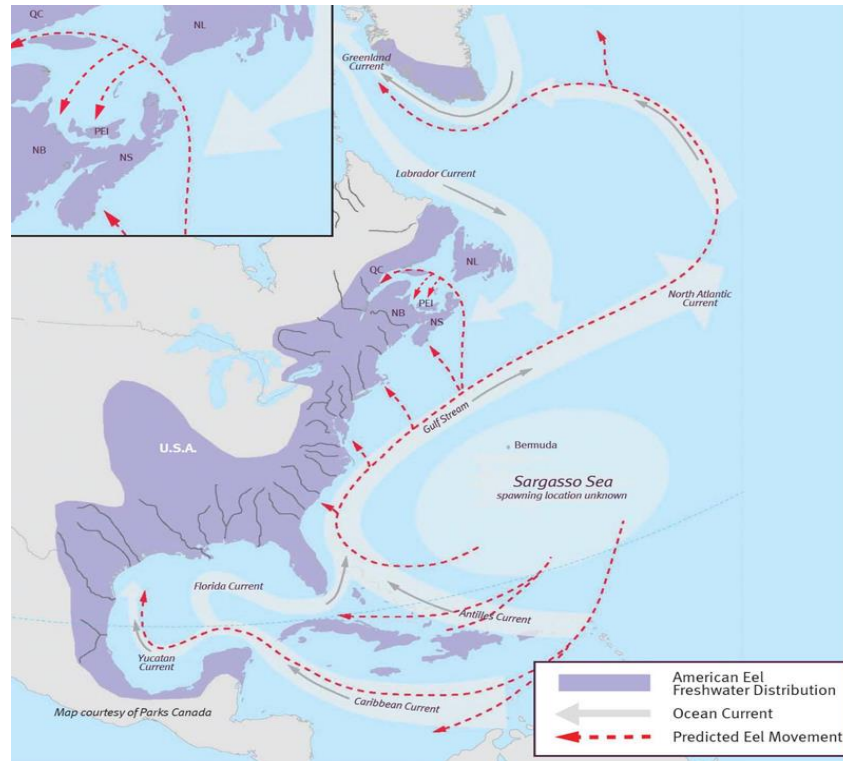 QC
NL
PEI
NB
NS
Greenland
Current
Labrador Current
QC
NL
PEI
NB
NS
North Atlantic
Current
Gulf Stream
U.S.A.
Bermuda
Sargasso Sea
spawning location unknown
Florida Current
Antilles Current
Yucatan
Current
Caribbean Current
Map courtesy of Parks Canada
American Eel
Freshwater Distribution
Ocean Current
Predicted Eel Movement